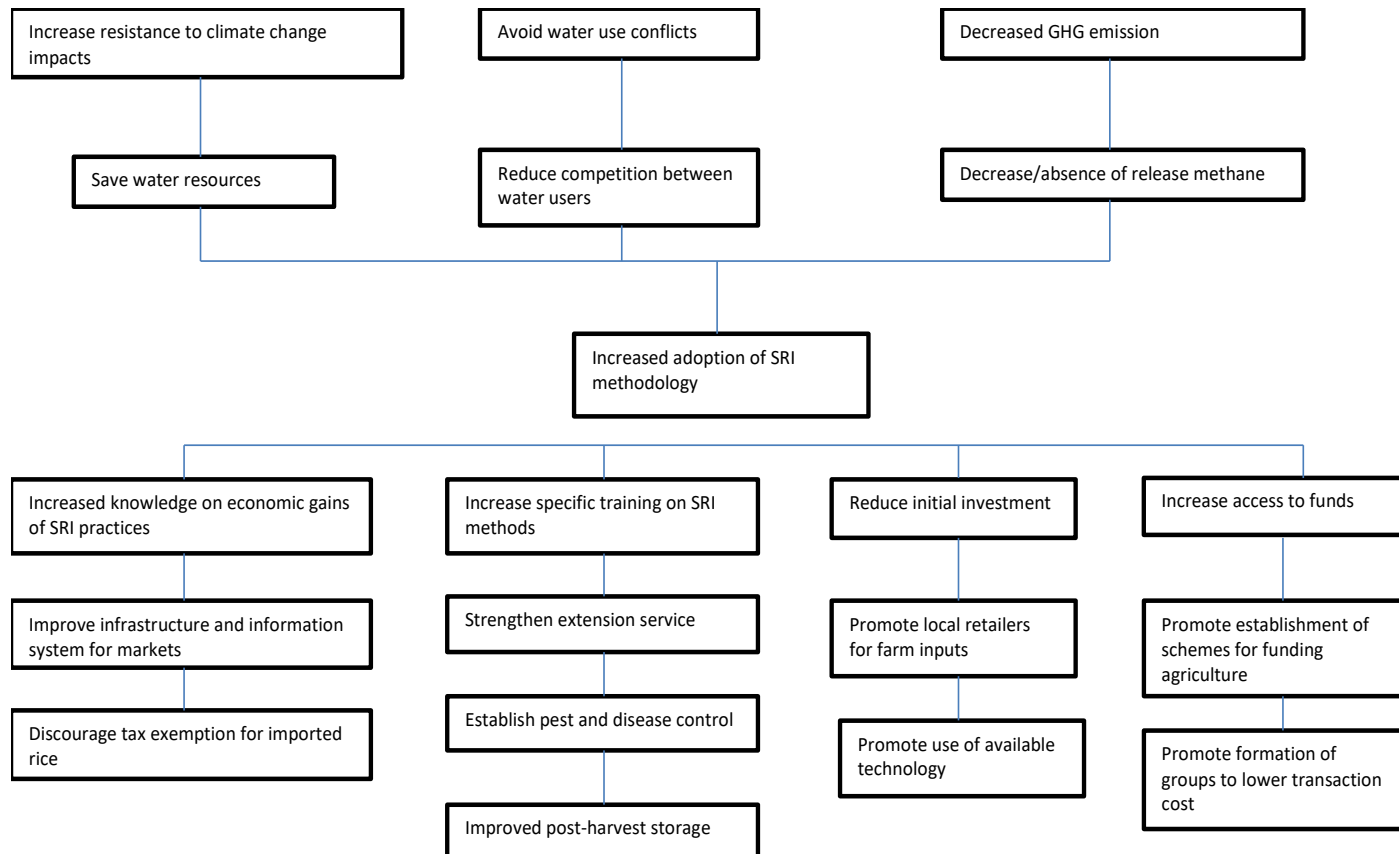 Increase resistance to climate change
impacts
Avoid water use conflicts
Decreased GHG emission
Save water resources
Reduce competition between
water users
Decrease/absence of release methane
Increased adoption of SRI
methodology
Increased knowledge on economic gains
of SRI practices
Increase specific training on SRI
methods
Reduce initial investment
Increase access to funds
Improve infrastructure and information
system for markets
Strengthen extension service
Promote local retailers
for farm inputs
Promote establishment of
schemes for funding
agriculture
Discourage tax exemption for imported
rice
Establish pest and disease control
Promote use of available
technology
Promote formation of
groups to lower transaction
cost
Improved post-harvest storage